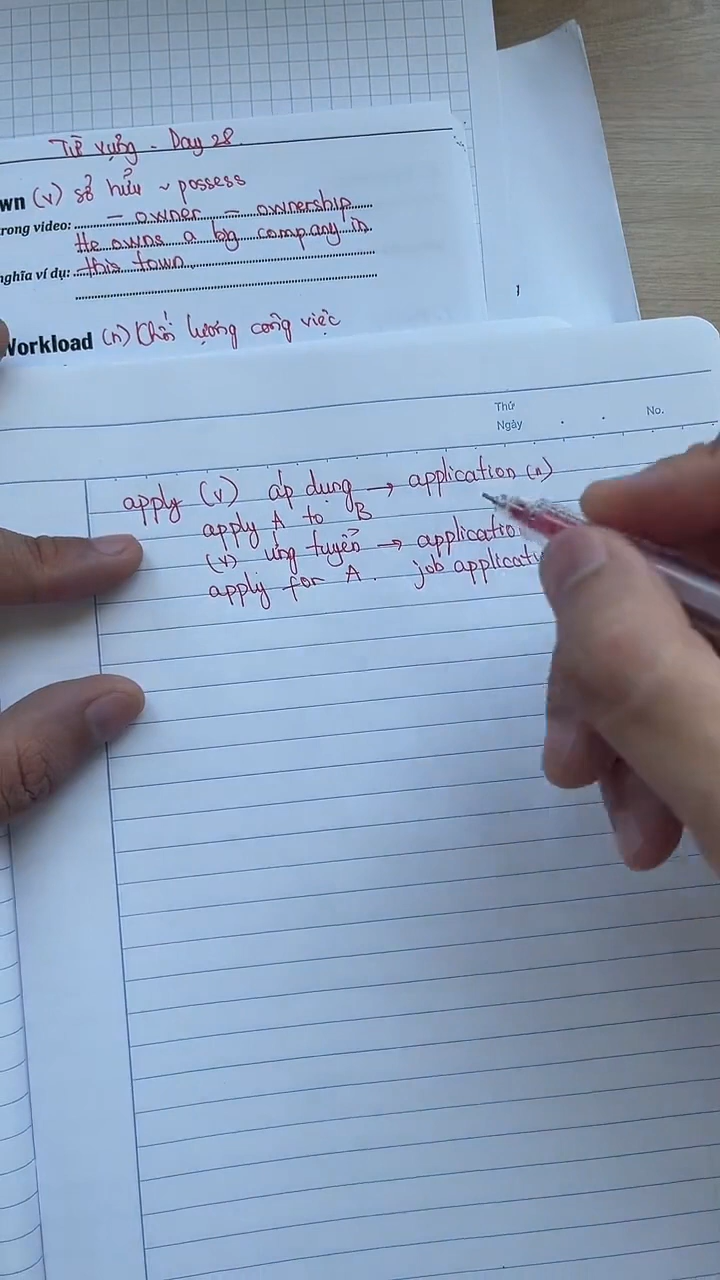 Từ vựng - Day 28
wn (v) sở hữu ~ possess
rong video: - owner - ownership
He owns a big company in
nghĩa ví dụ: this town
Workload (n) khối lượng công việc
Thứ
Ngày
No.
apply (v) áp dụng → application (n)
apply A to B
(v) ứng tuyển → applicatio
apply for A. job applicati